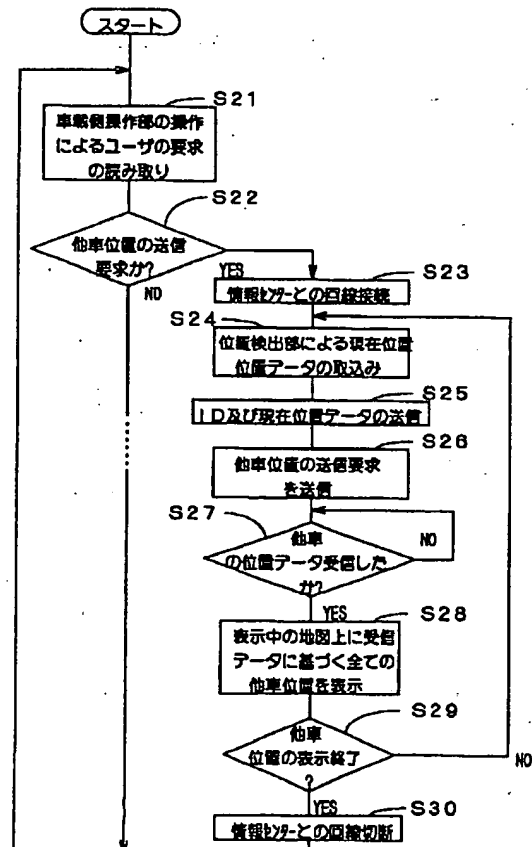 スタート
S21
車載側操作部の操作
によるユーザの要求
の読み取り
S22
他車位置の送信
要求か?
YES
NO
S23
情報センターとの回線接続
S24
位置検出部による現在位置
位置データの取込み
S25
ID及び現在位置データの送信
S26
他車位置の送信要求
を送信
S27
他車
の位置データ受信した
か?
NO
YES
S28
表示中の地図上に受信
データに基づく全ての
他車位置を表示
S29
他車
位置の表示終了
?
NO
YES
S30
情報センターとの回線切断